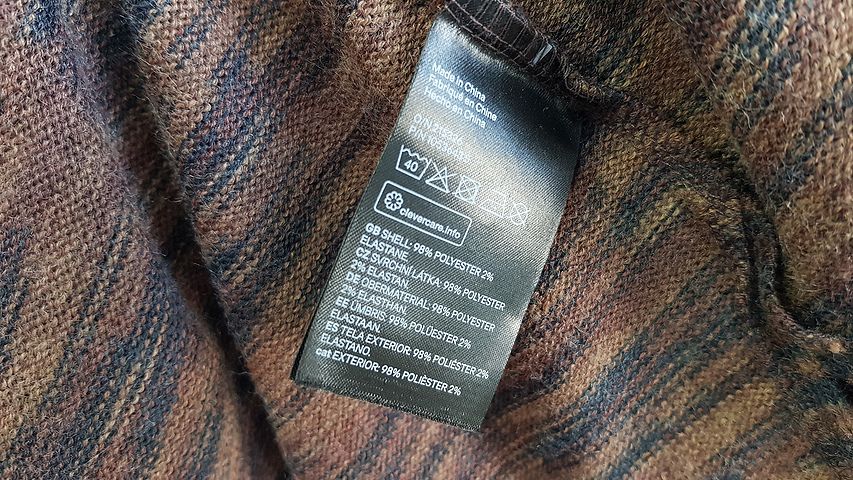 Made in China
Fabriqué en Chine
Hecho en China
40
clevercare.info
GB SHELL: 98% POLYESTER 2%
ELASTANE.
CZ SVRCHNÍ LÁTKA: 98% POLYESTER
2% ELASTAN.
DE OBERMATERIAL: 98% POLYESTER
2% ELASTHAN.
EE ÜMBRIS: 98% POLÜESTER 2%
ELASTAAN.
ES TELA EXTERIOR: 98% POLIÉSTER 2%
ELASTANO.
cat EXTERIOR: 98% POLIÈSTER 2%